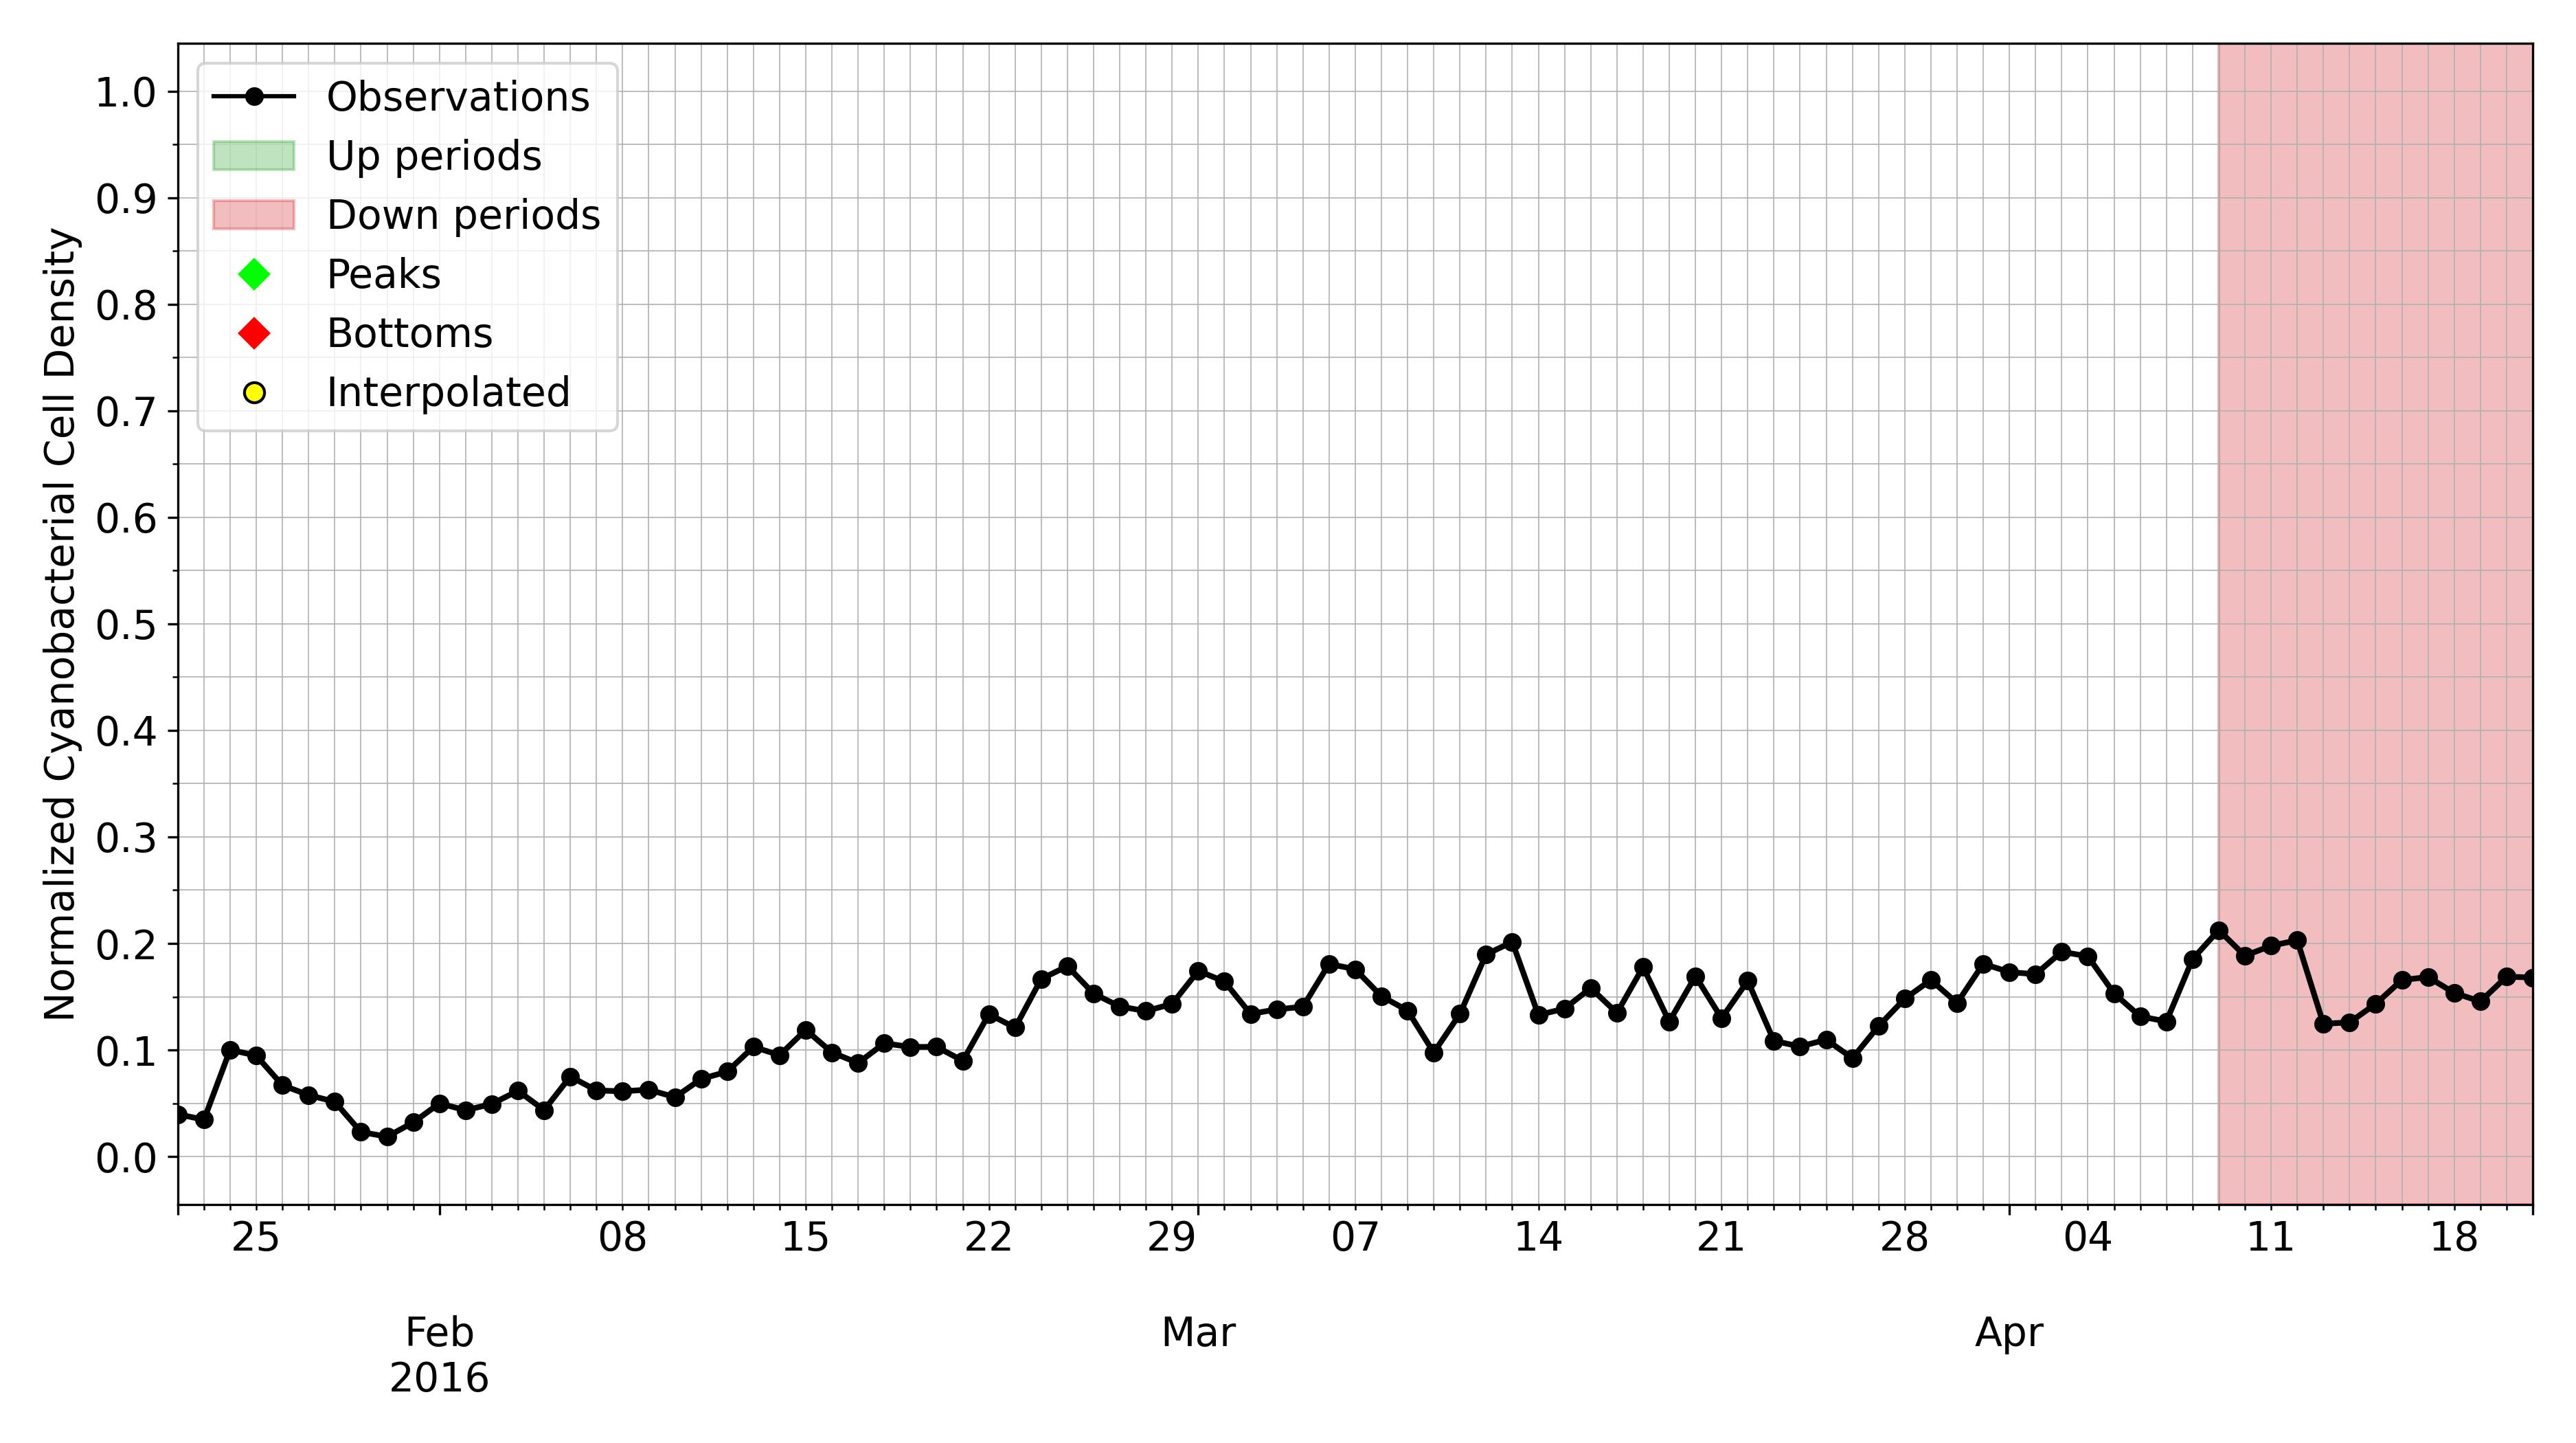 Normalized Cyanobacterial Cell Density
1.0
0.9
0.8
0.7
0.6
0.5
0.4
0.3
0.2
0.1
0.0
Observations
Up periods
Down periods
Peaks
Bottoms
Interpolated
25 08 15 22 29 07 14 21 28 04 11 18
Feb Mar Apr
2016